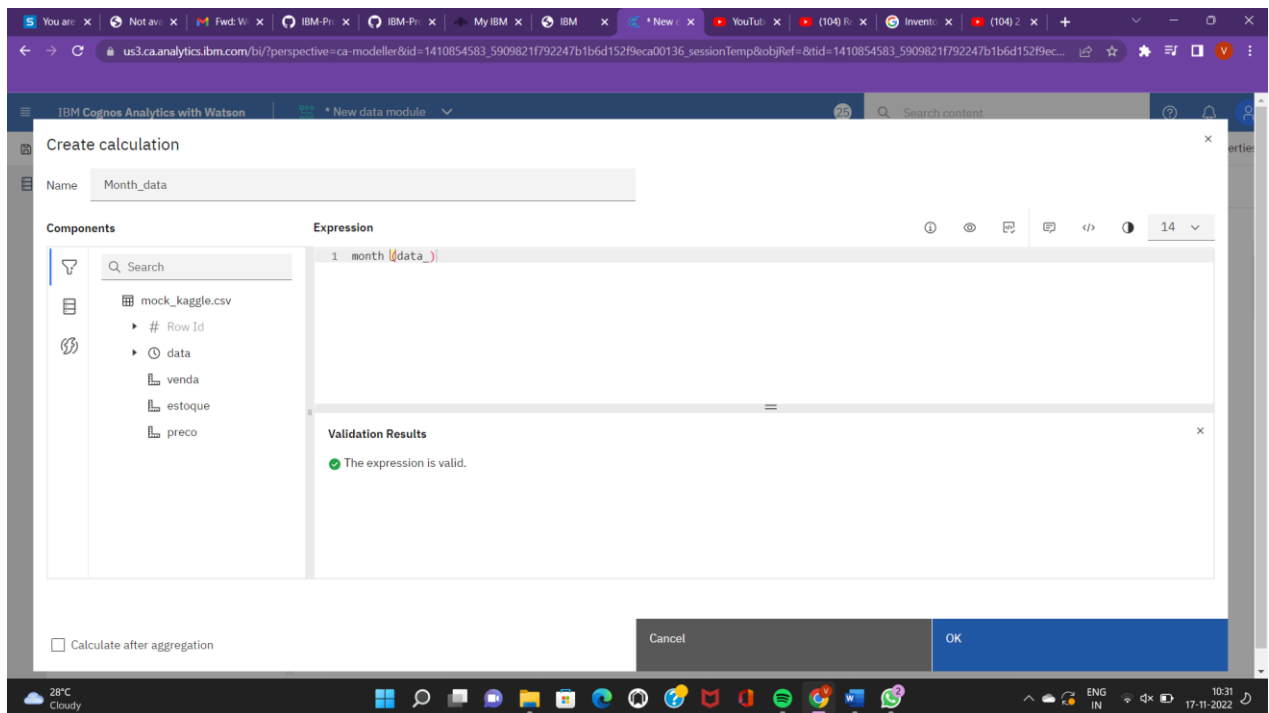 You are
Not ava
Fwd: W
IBM-Pro
IBM-Pro
My IBM
IBM
* New d
YouTub
(104) R
Invento
(104) 2
us3.ca.analytics.ibm.com/bi/?perspective=ca-modeller&id=1410854583_5909821f792247b1b6d152f9eca00136_sessionTemp&objRef=&tid=1410854583_5909821f792247b1b6d152f9ec...
V
IBM Cognos Analytics with Watson
* New data module
25
Search content
Create calculation
erties
Name
Month_data
Components
Expression
14
Search
1 month (data_)
mock_kaggle.csv
# Row Id
data
venda
estoque
preco
Validation Results
The expression is valid.
Calculate after aggregation
Cancel
OK
28°C
Cloudy
ENG
IN
10:31
17-11-2022